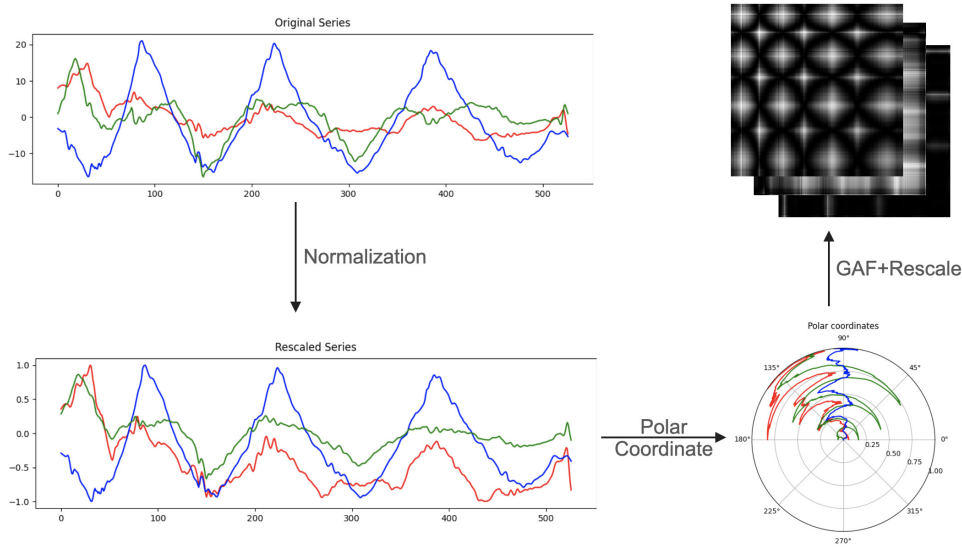 Original Series
20
10
0
−10
0 100 200 300 400 500
Normalization
GAF+Rescale
Rescaled Series
1.0
0.5
0.0
−0.5
−1.0
0 100 200 300 400 500
Polar
Coordinate
Polar coordinates
90°
135° 45°
180° 0°
0.25 0.50 0.75 1.00
225° 315°
270°